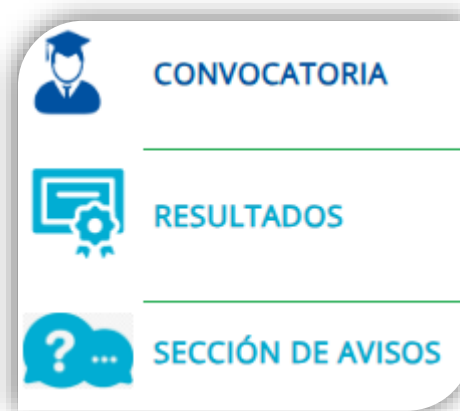 CONVOCATORIA
RESULTADOS
? ...
SECCIÓN DE AVISOS